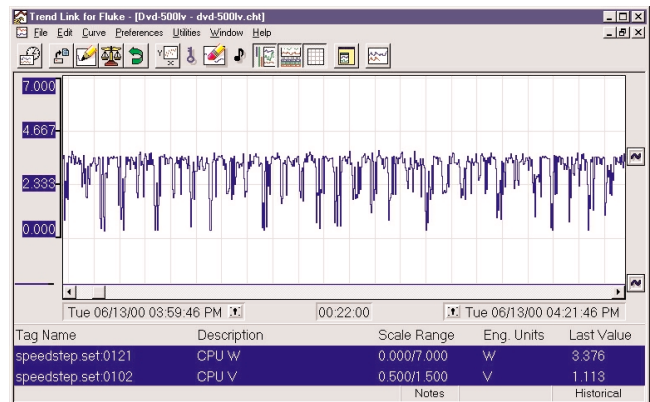 Trend Link for Fluke - [Dvd-500lv - dvd-500lv.cht]
File Edit Curve Preferences Utilities Window Help
7.000
4.667
2.333
0.000
Tue 06/13/00 03:59:46 PM 00:22:00 Tue 06/13/00 04:21:46 PM
Tag Name Description Scale Range Eng. Units Last Value
speedstep.set:0121 CPU W 0.000/7.000 W 3.376
speedstep.set:0102 CPU V 0.500/1.500 V 1.113
Notes Historical